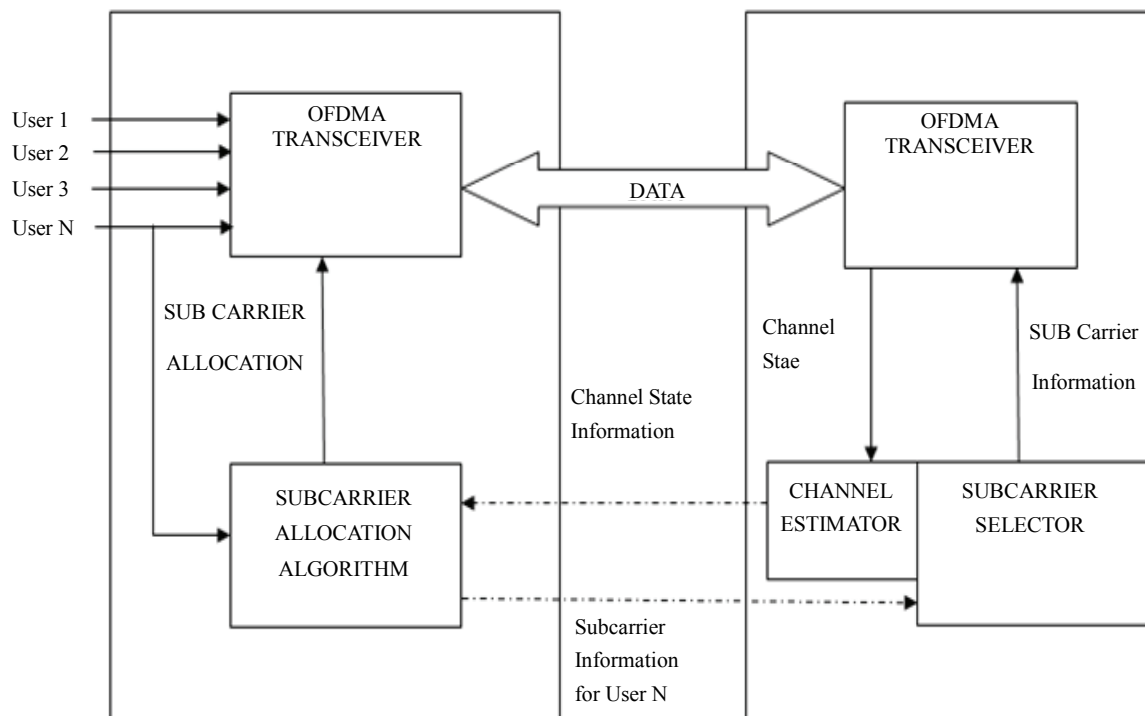 User 1
User 2
User 3
User N
OFDMA
TRANSCEIVER
DATA
OFDMA
TRANSCEIVER
SUB CARRIER
ALLOCATION
Channel State
Information
Channel
Stae
SUB Carrier
Information
SUBCARRIER
ALLOCATION
ALGORITHM
CHANNEL
ESTIMATOR
SUBCARRIER
SELECTOR
Subcarrier
Information
for User N